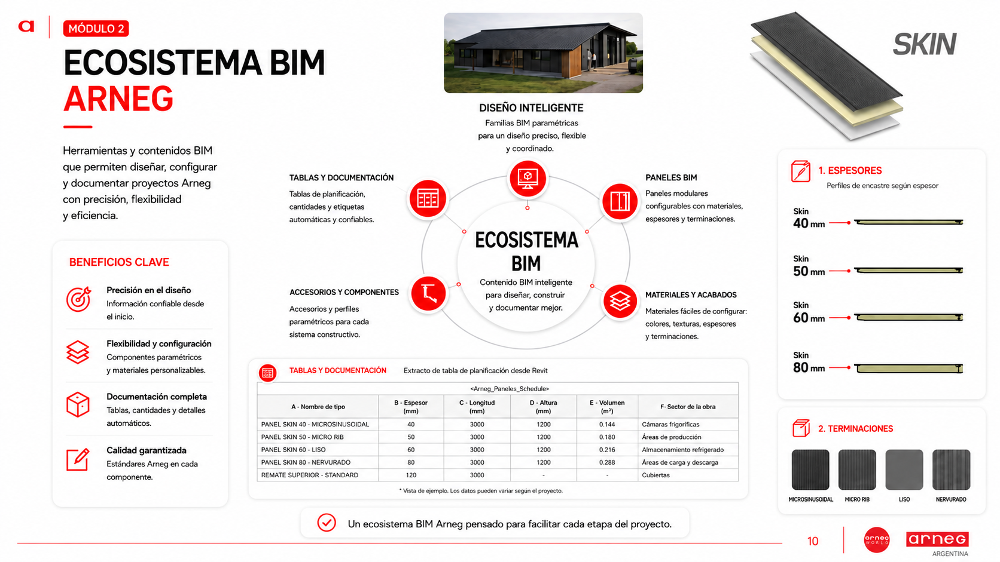 a
MÓDULO 2
ECOSISTEMA BIM
ARNEG
Herramientas y contenidos BIM
que permiten diseñar, configurar
y documentar proyectos Arneg
con precisión, flexibilidad
y eficiencia.
BENEFICIOS CLAVE
Precisión en el diseño
Información confiable desde
el inicio.
Flexibilidad y configuración
Componentes paramétricos
y materiales personalizables.
Documentación completa
Tablas, cantidades y detalles
automáticos.
Calidad garantizada
Estándares Arneg en cada
componente.
DISEÑO INTELIGENTE
Familias BIM paramétricas
para un diseño preciso, flexible
y coordinado.
TABLAS Y DOCUMENTACIÓN
Tablas de planificación,
cantidades y etiquetas
automáticas y confiables.
PANELES BIM
Paneles modulares
configurables con materiales,
espesores y terminaciones.
ECOSISTEMA
BIM
Contenido BIM inteligente
para diseñar, construir
y documentar mejor.
ACCESORIOS Y COMPONENTES
Accesorios y perfiles
paramétricos para cada
sistema constructivo.
MATERIALES Y ACABADOS
Materiales fáciles de configurar:
colores, texturas, espesores
y terminaciones.
TABLAS Y DOCUMENTACIÓN Extracto de tabla de planificación desde Revit
<Arneg_Paneles_Schedule>
A - Nombre de tipo B - Espesor (mm) C - Longitud (mm) D - Altura (mm) E - Volumen (m³) F- Sector de la obra
PANEL SKIN 40 - MICROSINUSOIDAL 40 3000 1200 0.144 Cámaras frigoríficas
PANEL SKIN 50 - MICRO RIB 50 3000 1200 0.180 Áreas de producción
PANEL SKIN 60 - LISO 60 3000 1200 0.216 Almacenamiento refrigerado
PANEL SKIN 80 - NERVURADO 80 3000 1200 0.288 Áreas de carga y descarga
REMATE SUPERIOR - STANDARD 120 3000 - - Cubiertas
* Vista de ejemplo. Los datos pueden variar según el proyecto.
Un ecosistema BIM Arneg pensado para facilitar cada etapa del proyecto.
SKIN
1. ESPESORES
Perfiles de encastre según espesor
Skin
40 mm
Skin
50 mm
Skin
60 mm
Skin
80 mm
2. TERMINACIONES
MICROSINUSOIDAL MICRO RIB LISO NERVURADO
10
arneg
WORLD
arneg
ARGENTINA